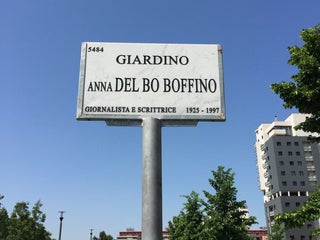 5484
GIARDINO
ANNA DEL BO BOFFINO
GIORNALISTA E SCRITTRICE 1925 - 1997